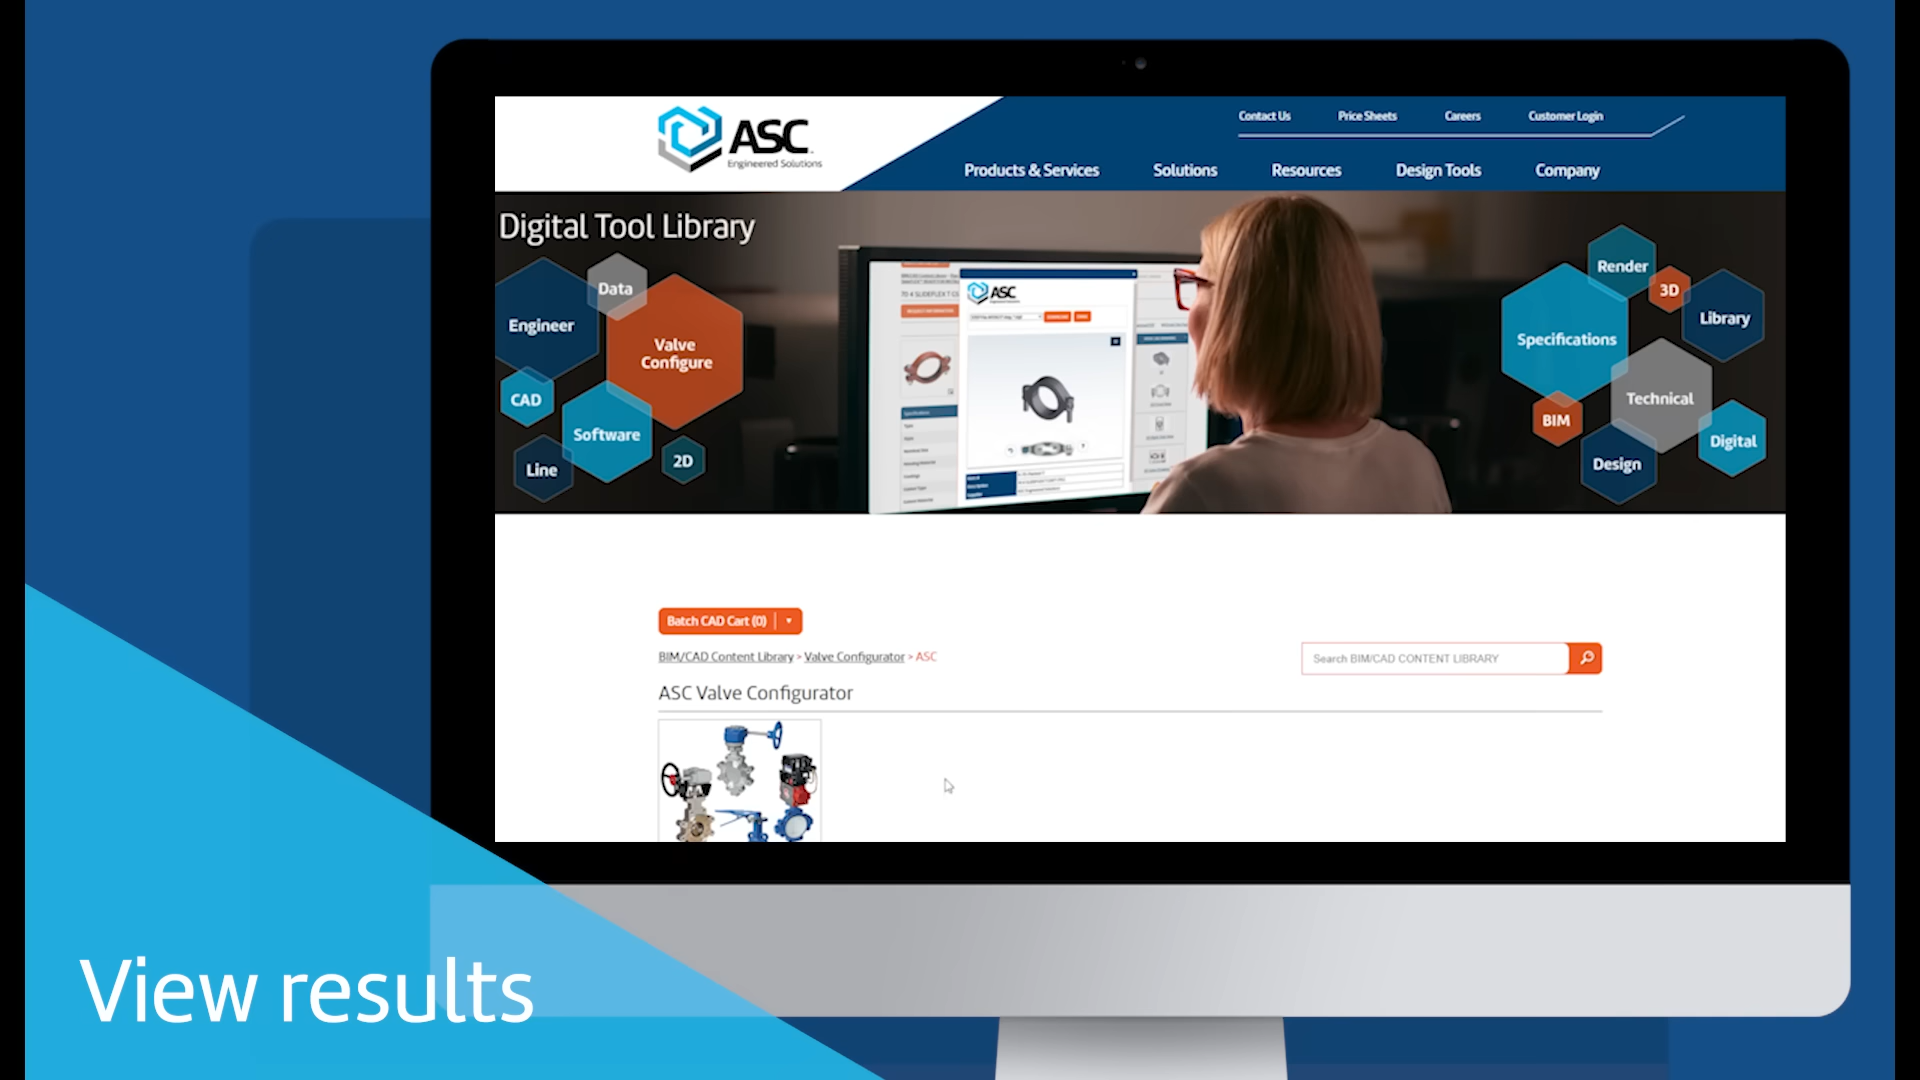 ASC
Engineered Solutions
Contact Us
Price Sheets
Careers
Customer Login
Products & Services
Solutions
Resources
Design Tools
Company
Digital Tool Library
Data
Engineer
Valve
Configure
CAD
Software
Line
2D
ASC
Render
3D
Library
Specifications
Technical
BIM
Digital
Design
Batch CAD Cart (0)
BIM/CAD Content Library > Valve Configurator > ASC
Search BIM/CAD CONTENT LIBRARY
ASC Valve Configurator
View results